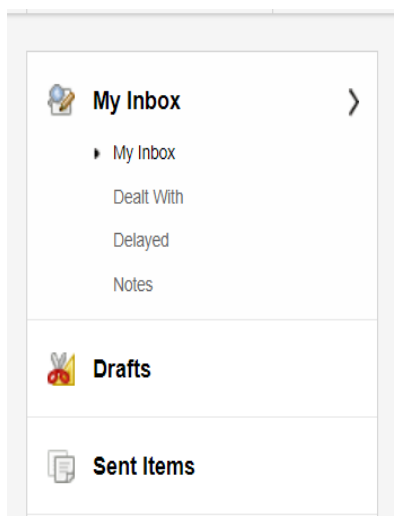 My Inbox
My Inbox
Dealt With
Delayed
Notes
Drafts
Sent Items